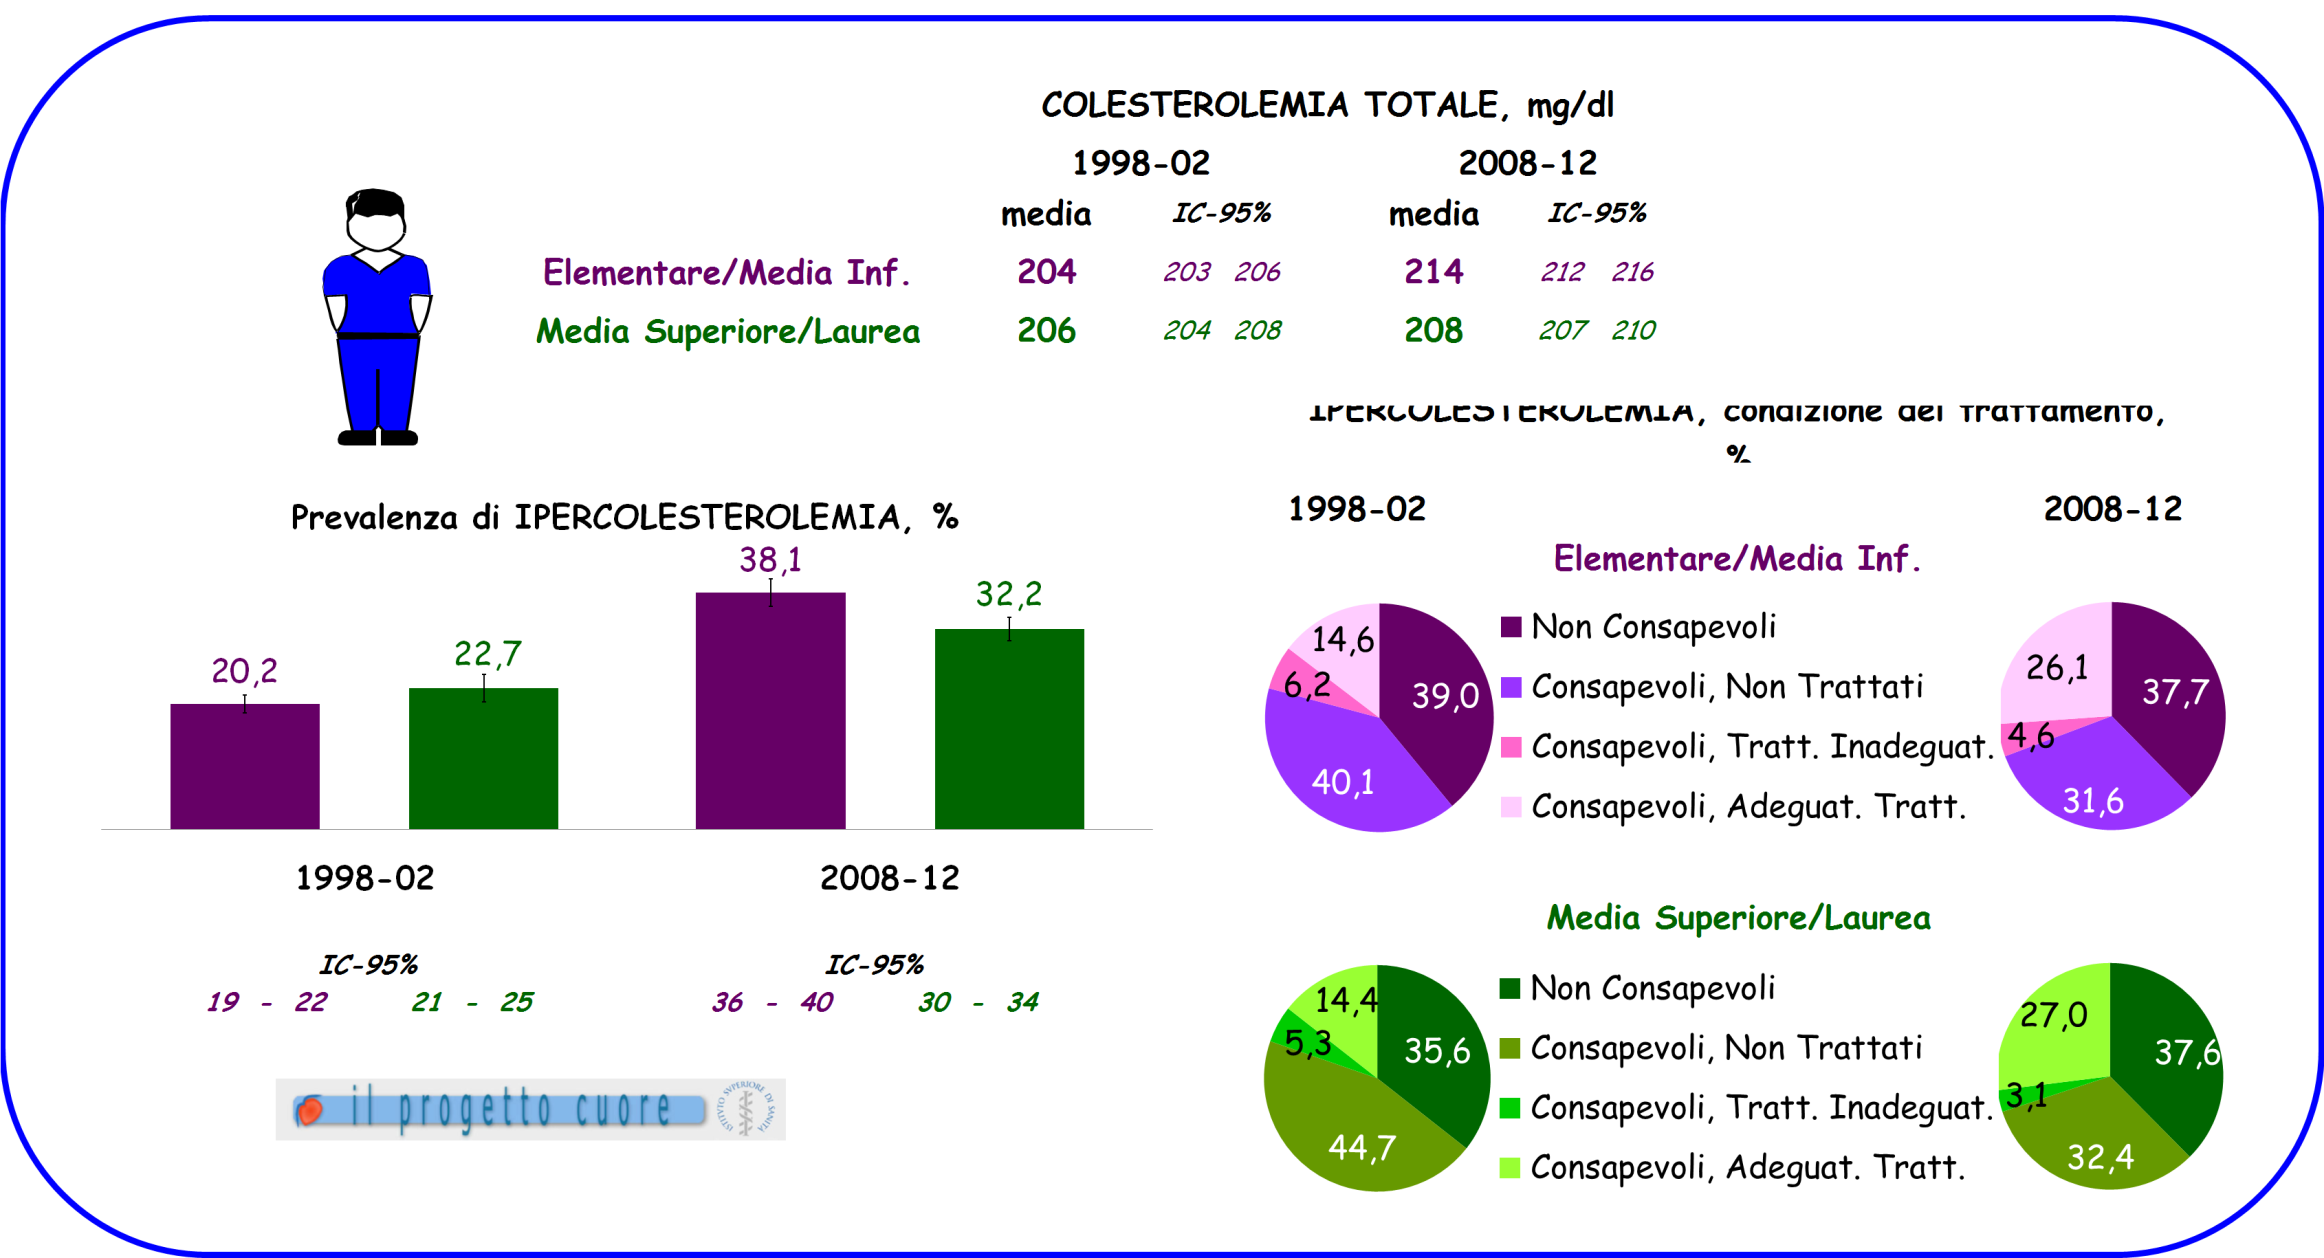 COLESTEROLEMIA TOTALE, mg/dl
1998-02 2008-12
media IC-95% media IC-95%
Elementare/Media Inf. 204 203 206 214 212 216
Media Superiore/Laurea 206 204 208 208 207 210
IPERCOLESTEROLEMIA, condizione del trattamento,
%
Prevalenza di IPERCOLESTEROLEMIA, %
20,2
22,7
38,1
32,2
1998-02 2008-12
IC-95% IC-95%
19 - 22 21 - 25 36 - 40 30 - 34
il progetto cuore
ISTITVTO SVPERIORE DI SANITA
1998-02 2008-12
Elementare/Media Inf.
14,6
6,2
39,0
40,1
Non Consapevoli
Consapevoli, Non Trattati
Consapevoli, Tratt. Inadeguat.
Consapevoli, Adeguat. Tratt.
26,1
37,7
4,6
31,6
Media Superiore/Laurea
14,4
5,3
35,6
44,7
Non Consapevoli
Consapevoli, Non Trattati
Consapevoli, Tratt. Inadeguat.
Consapevoli, Adeguat. Tratt.
27,0
37,6
3,1
32,4